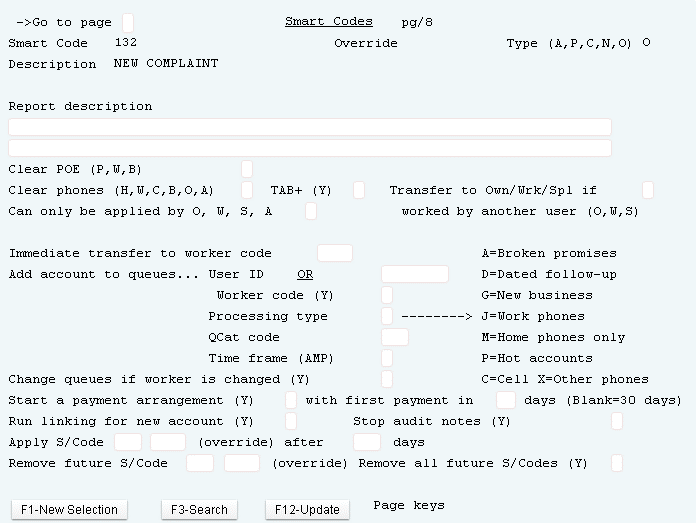 ->Go to page Smart Codes pg/8
Smart Code 132 Override Type (A,P,C,N,O) O
Description NEW COMPLAINT
Report description
Clear POE (P,W,B)
Clear phones (H,W,C,B,O,A) TAB+ (Y) Transfer to Own/Wrk/Spl if
Can only be applied by O, W, S, A worked by another user (O,W,S)
Immediate transfer to worker code A=Broken promises
Add account to queues... User ID OR D=Dated follow-up
Worker code (Y) G=New business
Processing type --------> J=Work phones
QCat code M=Home phones only
Time frame (AMP) P=Hot accounts
Change queues if worker is changed (Y) C=Cell X=Other phones
Start a payment arrangement (Y) with first payment in days (Blank=30 days)
Run linking for new account (Y) Stop audit notes (Y)
Apply S/Code (override) after days
Remove future S/Code (override) Remove all future S/Codes (Y)
F1-New Selection F3-Search F12-Update Page keys